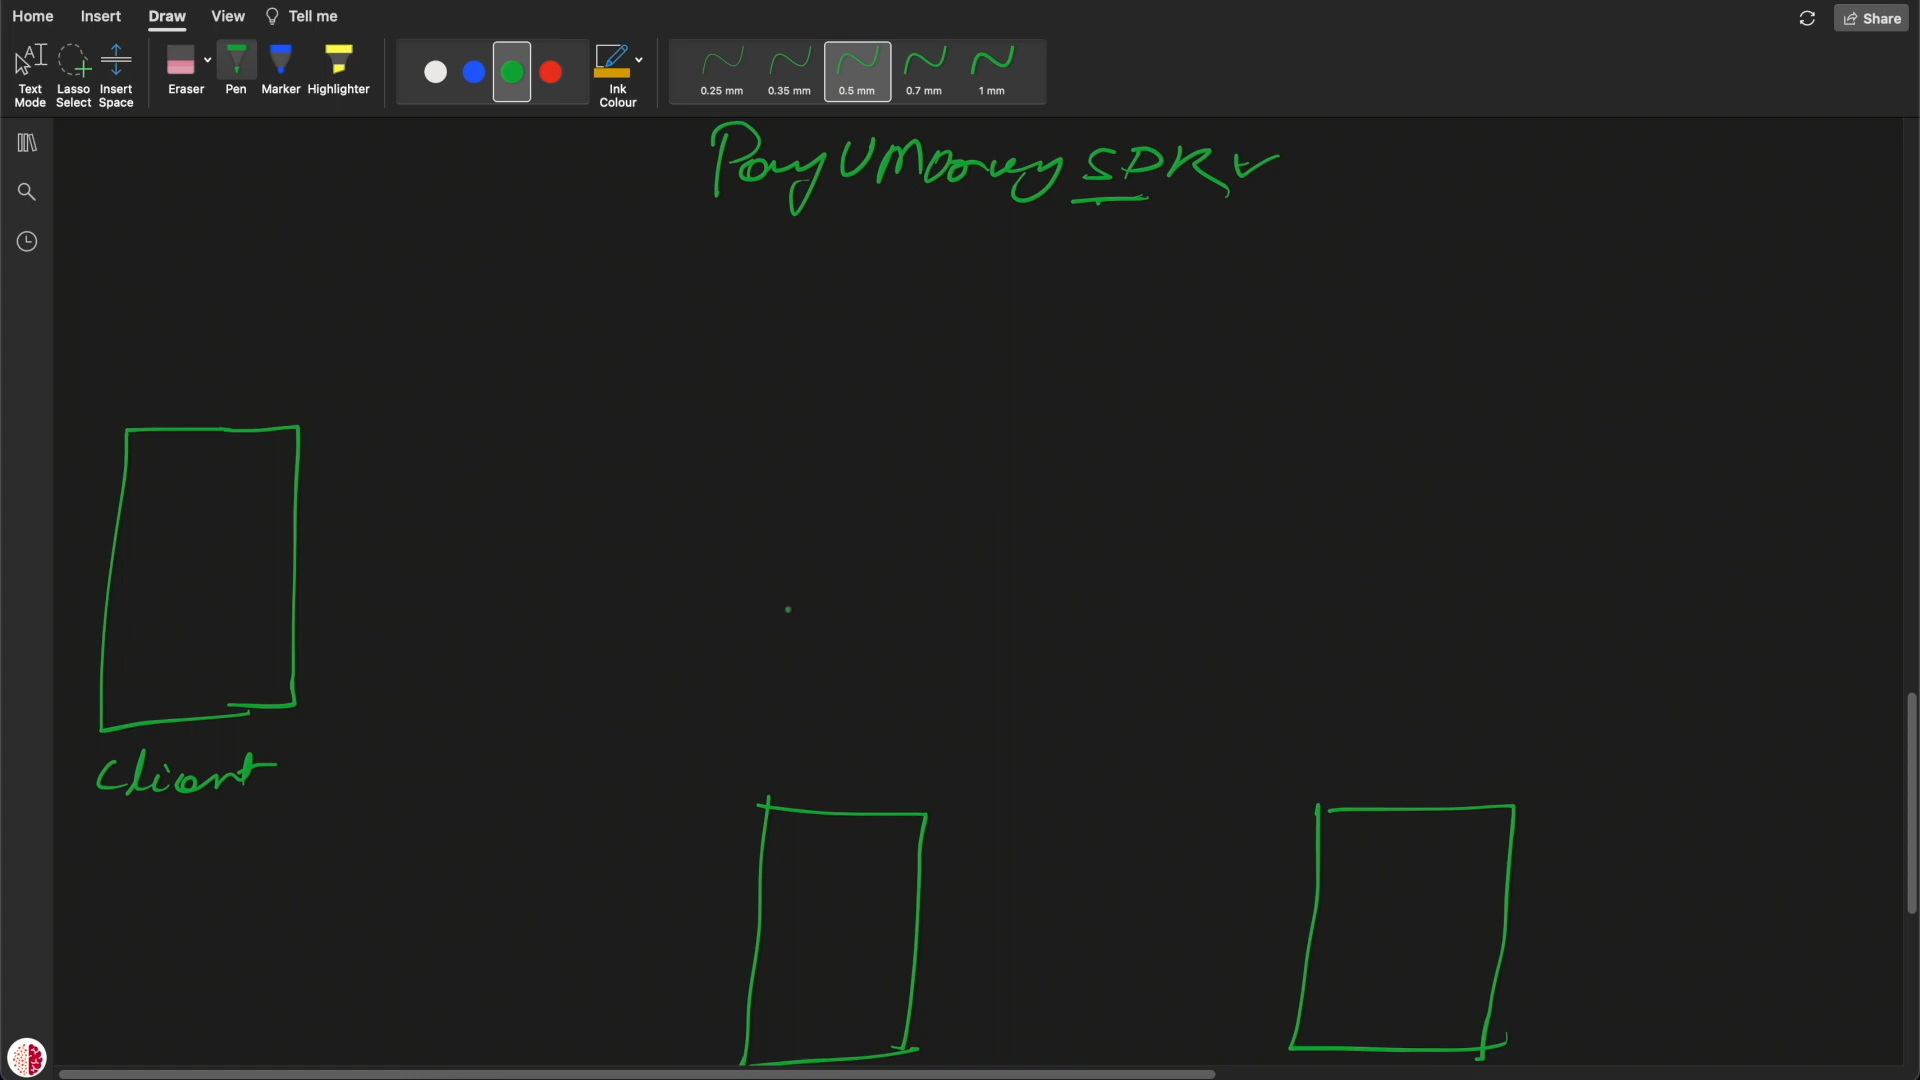 Home Insert Draw View Tell me Share
Text Mode Lasso Select Insert Space Eraser Pen Marker Highlighter Ink Colour 0.25 mm 0.35 mm 0.5 mm 0.7 mm 1 mm
PayUMoney SDK
Client